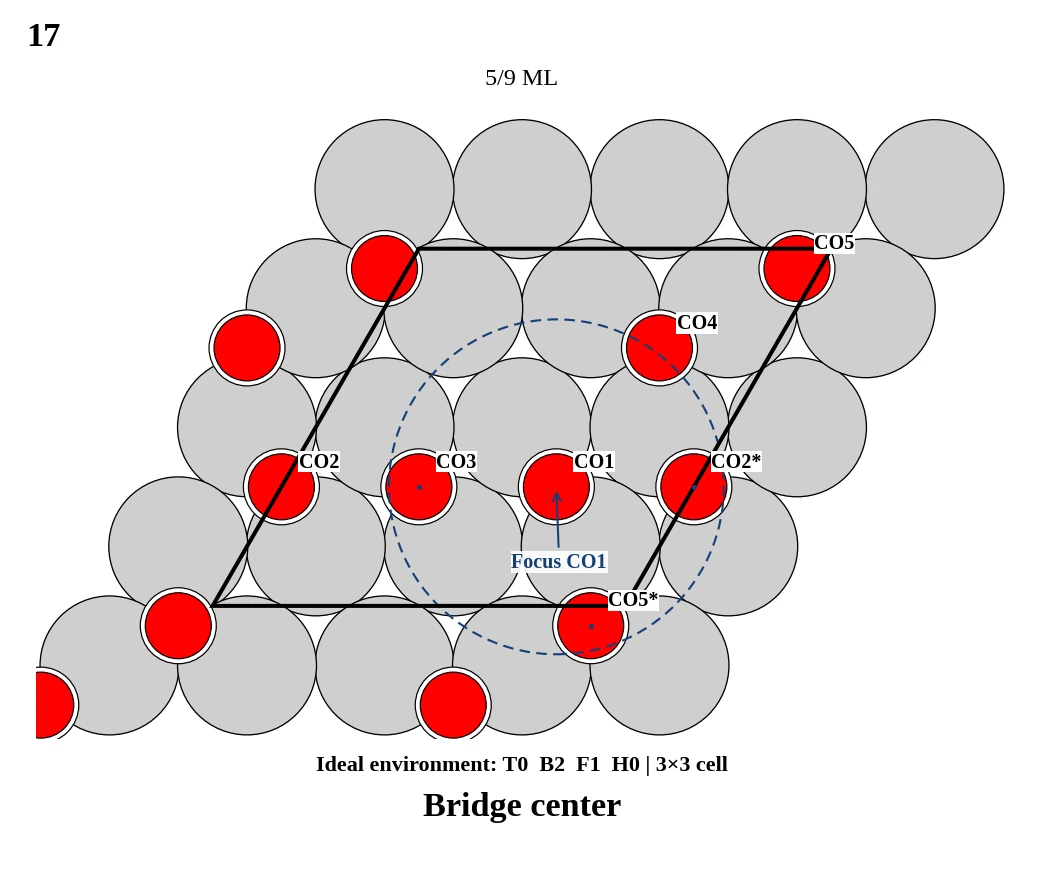 17
5/9 ML
CO5
CO4
CO2
CO3
CO1
CO2*
Focus CO1
CO5*
Ideal environment: T0 B2 F1 H0 | 3×3 cell
Bridge center